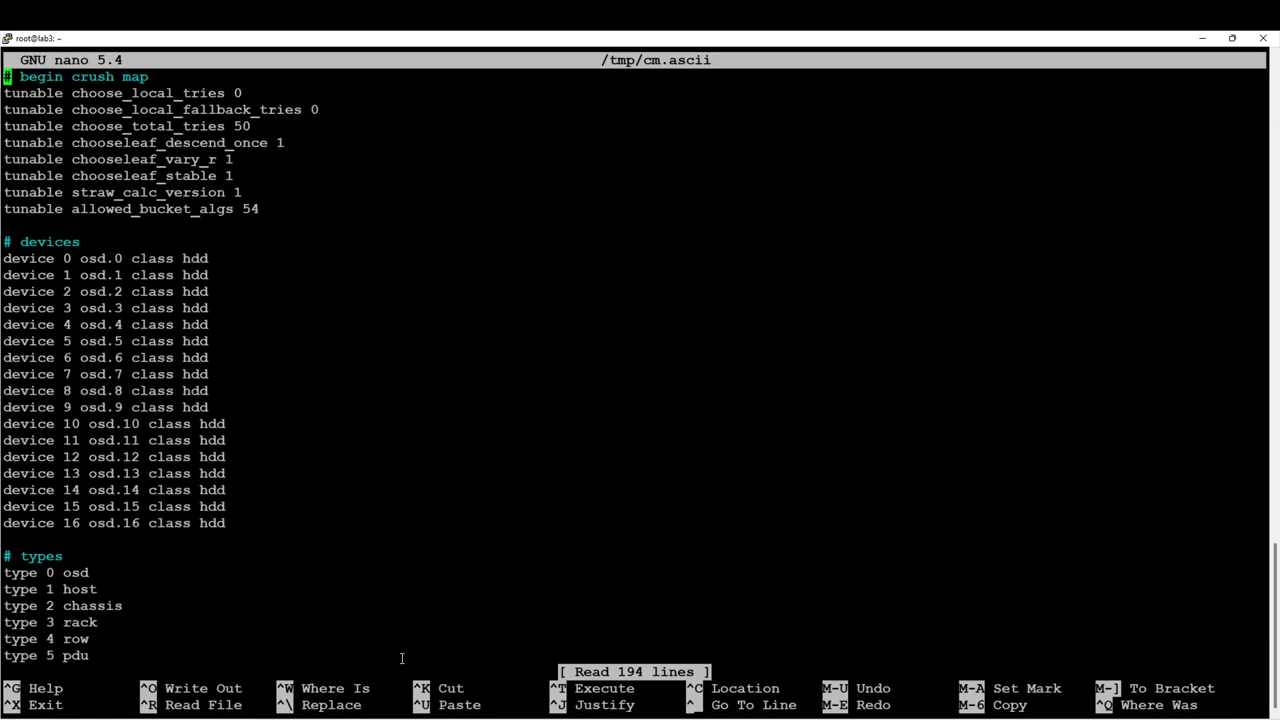 root@lab3: ~
GNU nano 5.4 /tmp/cm.ascii
# begin crush map
tunable choose_local_tries 0
tunable choose_local_fallback_tries 0
tunable choose_total_tries 50
tunable chooseleaf_descend_once 1
tunable chooseleaf_vary_r 1
tunable chooseleaf_stable 1
tunable straw_calc_version 1
tunable allowed_bucket_algs 54
# devices
device 0 osd.0 class hdd
device 1 osd.1 class hdd
device 2 osd.2 class hdd
device 3 osd.3 class hdd
device 4 osd.4 class hdd
device 5 osd.5 class hdd
device 6 osd.6 class hdd
device 7 osd.7 class hdd
device 8 osd.8 class hdd
device 9 osd.9 class hdd
device 10 osd.10 class hdd
device 11 osd.11 class hdd
device 12 osd.12 class hdd
device 13 osd.13 class hdd
device 14 osd.14 class hdd
device 15 osd.15 class hdd
device 16 osd.16 class hdd
# types
type 0 osd
type 1 host
type 2 chassis
type 3 rack
type 4 row
type 5 pdu
[ Read 194 lines ]
^G Help ^O Write Out ^W Where Is ^K Cut ^T Execute ^C Location M-U Undo M-A Set Mark M-] To Bracket
^X Exit ^R Read File ^\ Replace ^U Paste ^J Justify ^_ Go To Line M-E Redo M-6 Copy ^Q Where Was